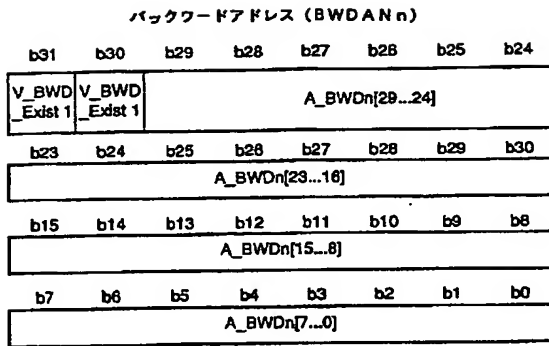 バックワードアドレス (BWDANn)
b31 b30 b29 b28 b27 b28 b25 b24
V_BWD _Exist 1 V_BWD _Exist 1 A_BWDn[29...24]
b23 b24 b25 b26 b27 b28 b29 b30
A_BWDn[23...16]
b15 b14 b13 b12 b11 b10 b9 b8
A_BWDn[15...8]
b7 b6 b5 b4 b3 b2 b1 b0
A_BWDn[7...0]